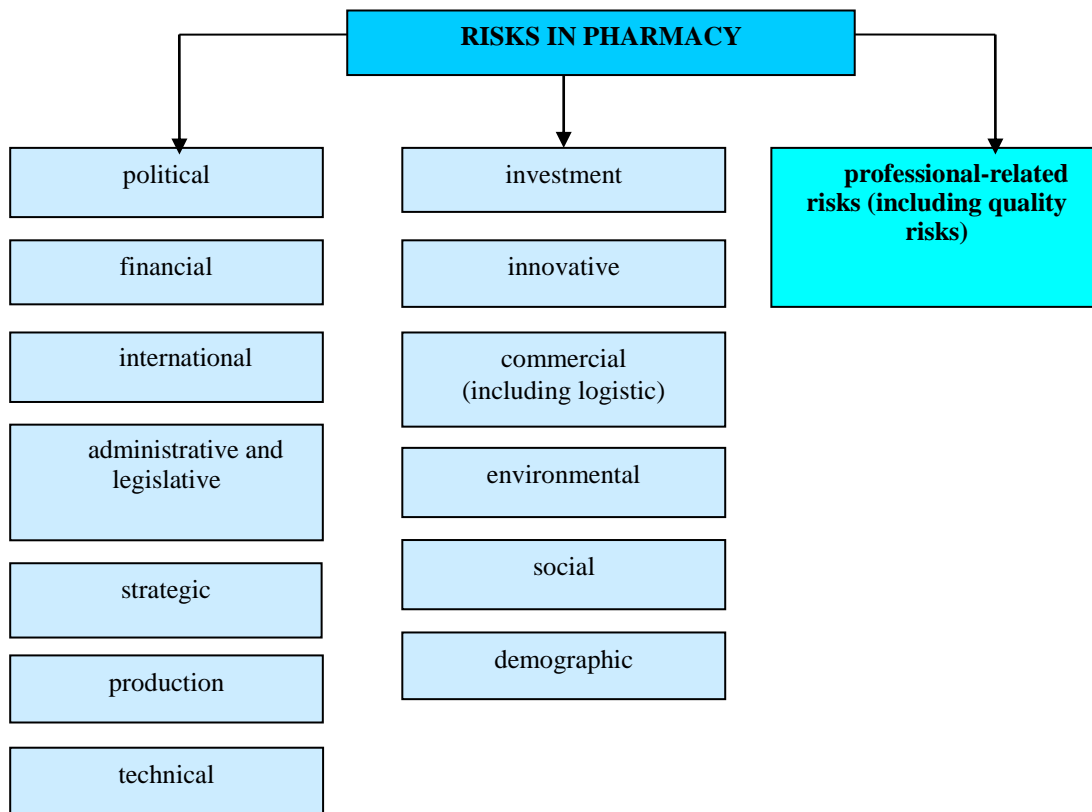 RISKS IN PHARMACY
political
financial
international
administrative and
legislative
strategic
production
technical
investment
innovative
commercial
(including logistic)
environmental
social
demographic
professional-related
risks (including quality
risks)